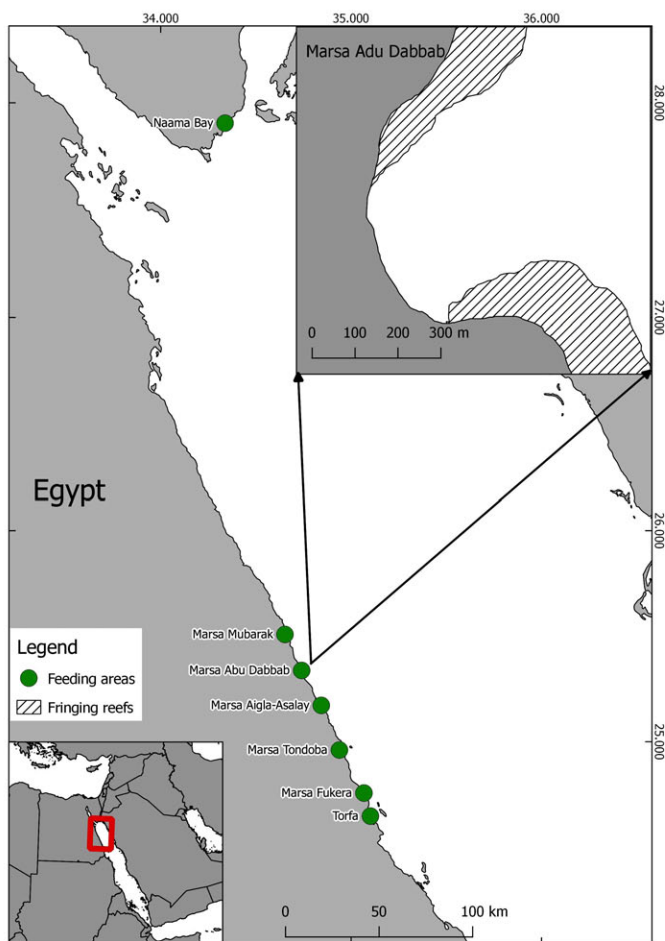 34.000 35.000 36.000
Marsa Adu Dabbab
28.000
Naama Bay
27.000
0 100 200 300 m
Egypt
26.000
Marsa Mubarak
Legend
Marsa Abu Dabbab
Feeding areas
Marsa Aigla-Asalay
Fringing reefs
25.000
Marsa Tondoba
Marsa Fukera
Torfa
0 50 100 km